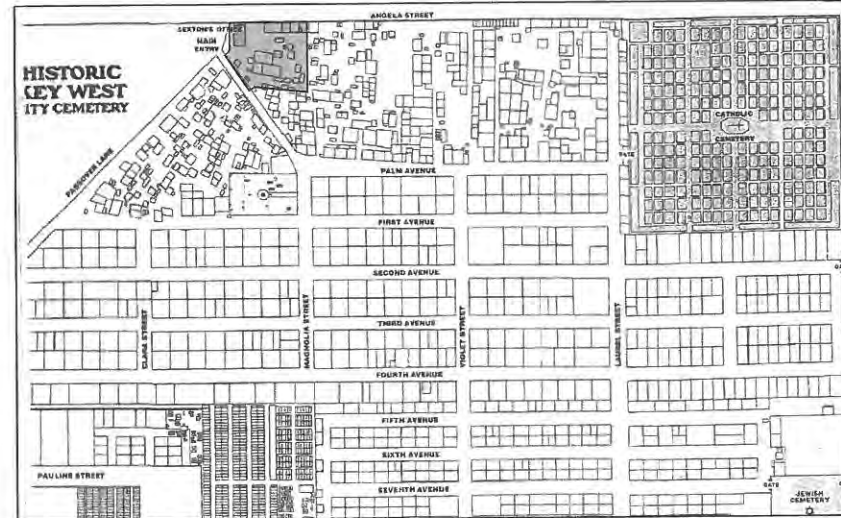 ANGELA STREET
SEXTON'S OFFICE
MAIN
ENTRY
HISTORIC
KEY WEST
ITY CEMETERY
PASSOVER LANE
CATHOLIC
CEMETERY
GATE
PALM AVENUE
FIRST AVENUE
SECOND AVENUE
GA
CLARA STREET
MAGNOLIA STREET
VIOLET STREET
LAUREL STREET
THIRD AVENUE
FOURTH AVENUE
FIFTH AVENUE
SIXTH AVENUE
PAULINE STREET
SEVENTH AVENUE
GATE
JEWISH
CEMETERY